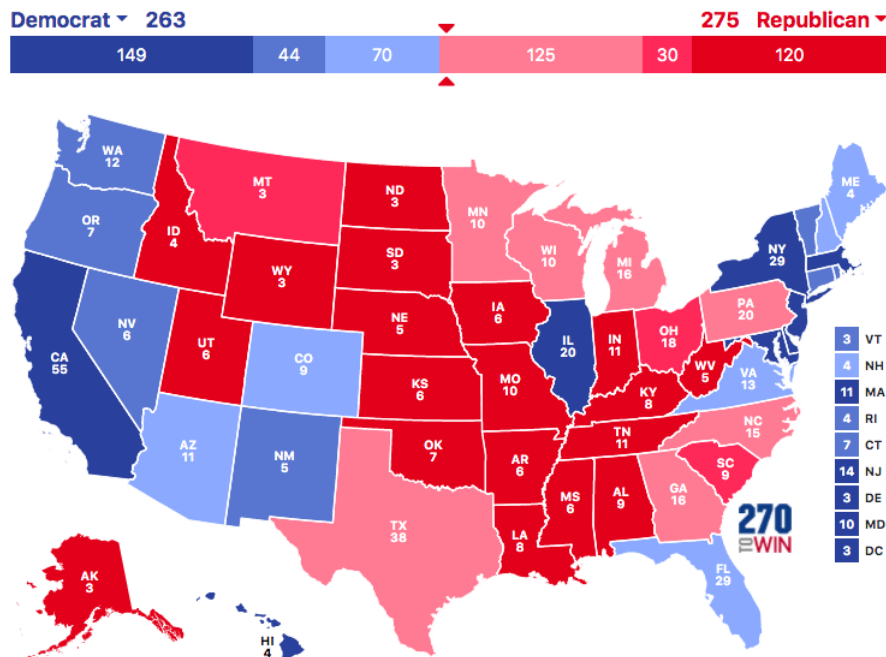 Democrat 263
275 Republican
149 44 70 125 30 120
WA
12
OR
7
CA
55
NV
6
ID
4
MT
3
WY
3
UT
6
AZ
11
CO
9
NM
5
ND
3
SD
3
NE
5
KS
6
OK
7
TX
38
MN
10
IA
6
MO
10
AR
6
LA
8
WI
10
IL
20
MI
16
IN
11
OH
18
KY
8
TN
11
MS
6
AL
9
GA
16
FL
29
SC
9
NC
15
VA
13
WV
5
PA
20
NY
29
ME
4
AK
3
HI
4
3 VT
4 NH
11 MA
4 RI
7 CT
14 NJ
3 DE
10 MD
3 DC
270
TO WIN